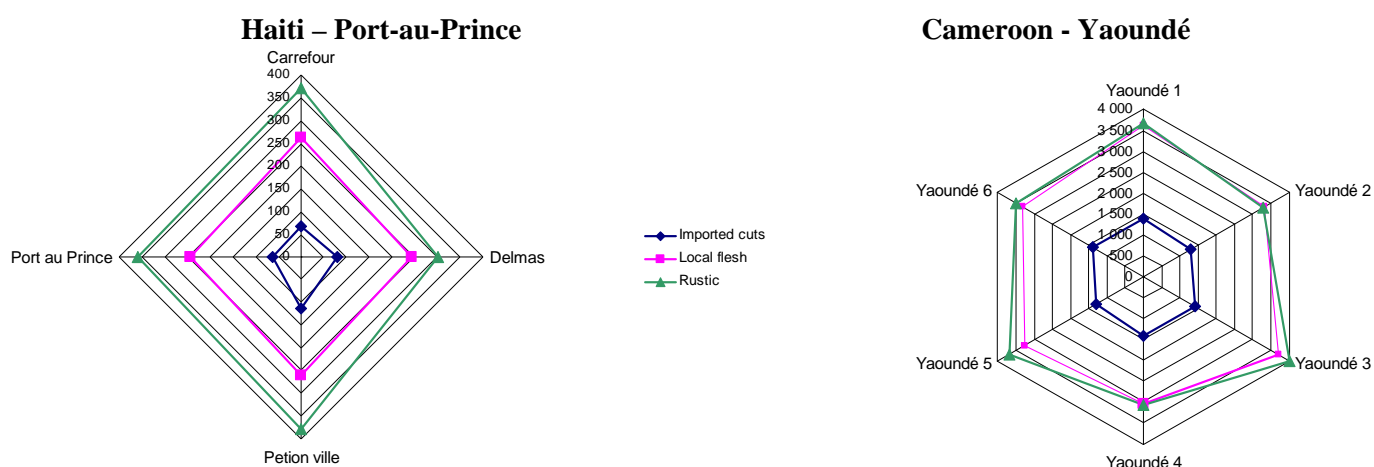 Haiti – Port-au-Prince
Carrefour
400
350
300
250
200
150
100
50
0
Port au Prince
Delmas
Petion ville
Imported cuts
Local flesh
Rustic
Cameroon - Yaoundé
Yaoundé 1
4 000
3 500
3 000
2 500
2 000
1 500
1 000
500
0
Yaoundé 6
Yaoundé 2
Yaoundé 5
Yaoundé 3
Yaoundé 4